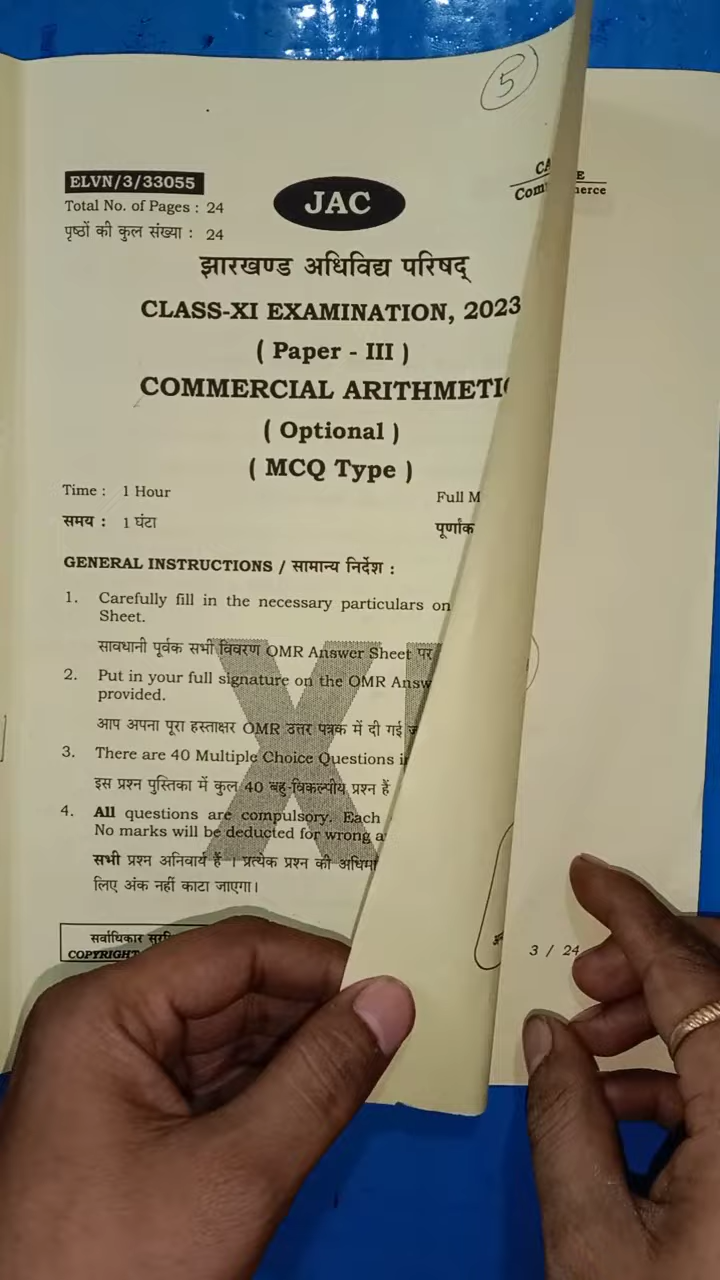 5
ELVN/3/33055
Total No. of Pages : 24
पृष्ठों की कुल संख्या : 24
JAC
झारखण्ड अधिविद्य परिषद्
CLASS-XI EXAMINATION, 2023
( Paper - III )
COMMERCIAL ARITHMETIC
( Optional )
( MCQ Type )
Time : 1 Hour
Full M
समय : 1 घंटा
पूर्णांक
GENERAL INSTRUCTIONS / सामान्य निर्देश :
1. Carefully fill in the necessary particulars on
Sheet.
सावधानी पूर्वक सभी विवरण OMR Answer Sheet पर
2. Put in your full signature on the OMR Answ
provided.
आप अपना पूरा हस्ताक्षर OMR उत्तर पत्रक में दी गई
3. There are 40 Multiple Choice Questions
इस प्रश्न पुस्तिका में कुल 40 बहु-विकल्पीय प्रश्न हैं
4. All questions are compulsory. Each
No marks will be deducted for wrong
सभी प्रश्न अनिवार्य हैं । प्रत्येक प्रश्न की
लिए अंक नहीं काटा जाएगा।
XI
सर्वाधिकार
COPYRIGHT
3 / 24